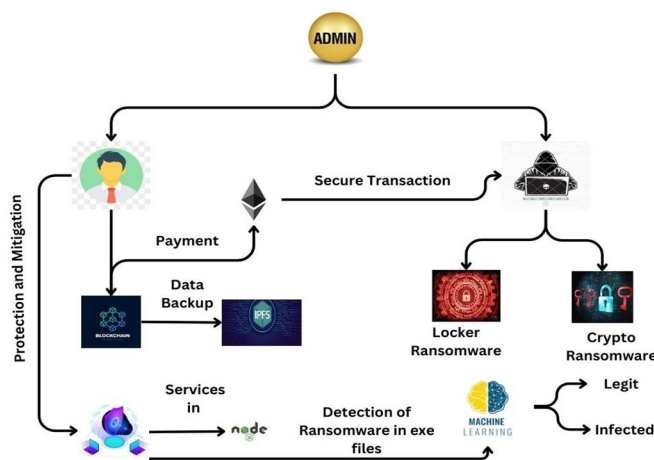 ADMIN
Protection and Mitigation
Secure Transaction
Payment
Data
Backup
BLOCKCHAIN
IPFS
Locker
Ransomware
Crypto
Ransomware
Services
in
node
Detection of
Ransomware in exe
files
MACHINE
LEARNING
Legit
Infected